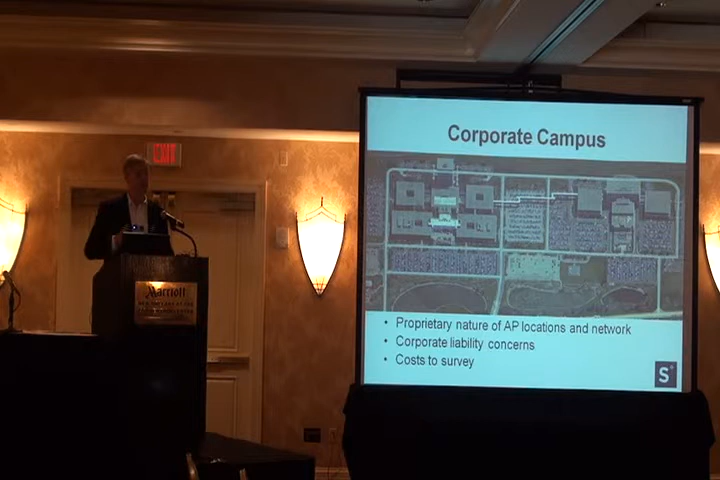 EXIT
Corporate Campus
Marriott
• Proprietary nature of AP locations and network
• Corporate liability concerns
• Costs to survey
S